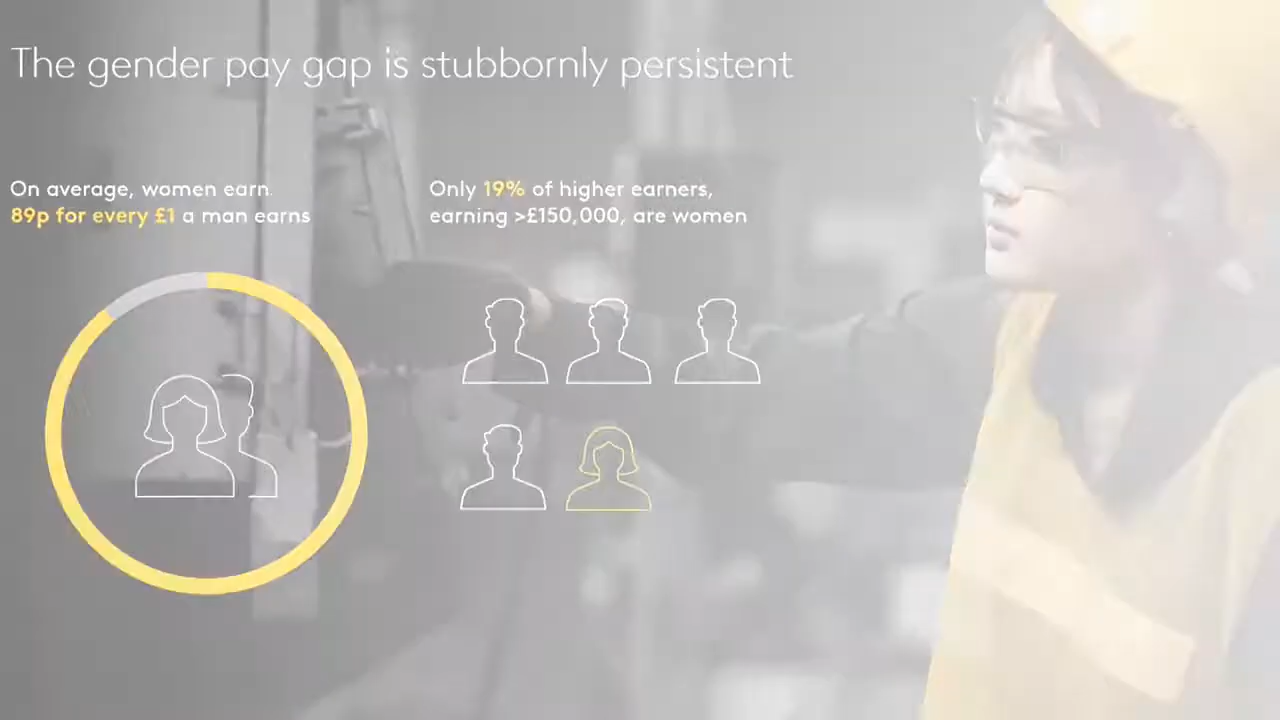 The gender pay gap is stubbornly persistent
On average, women earn
89p for every £1 a man earns
Only 19% of higher earners,
earning >£150,000, are women